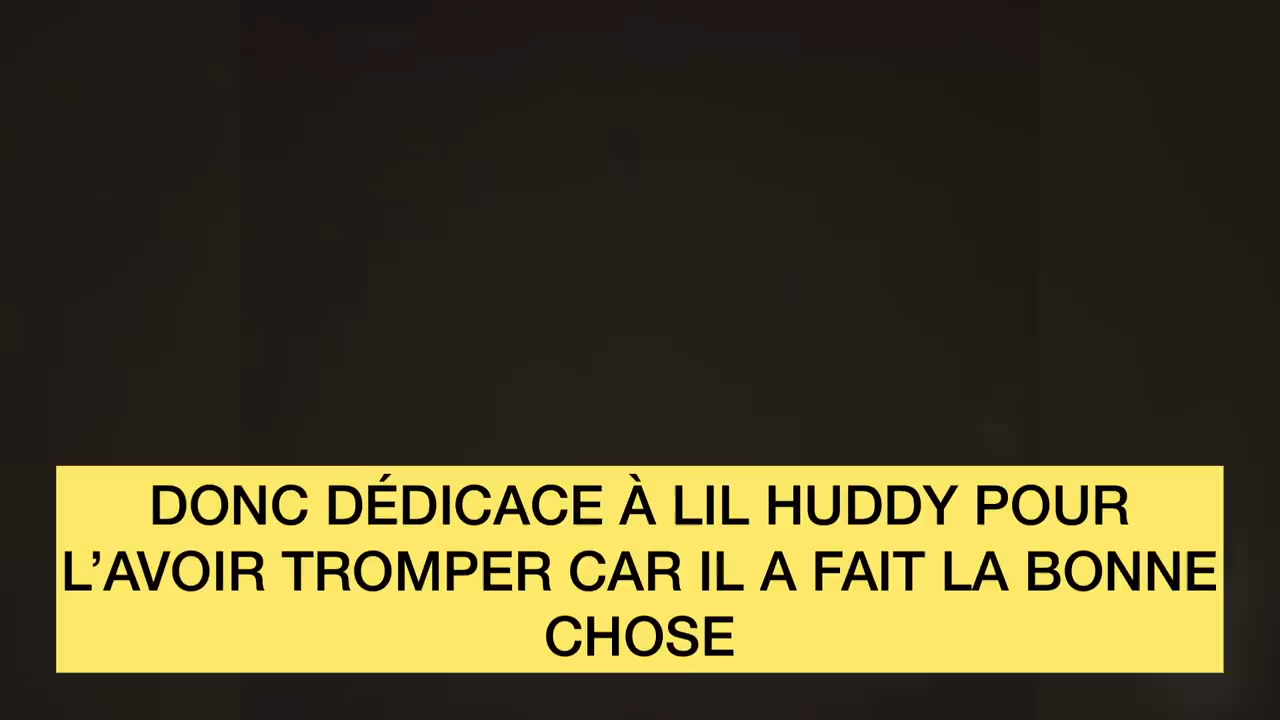 DONC DÉDICACE À LIL HUDDY POUR
L’AVOIR TROMPER CAR IL A FAIT LA BONNE
CHOSE